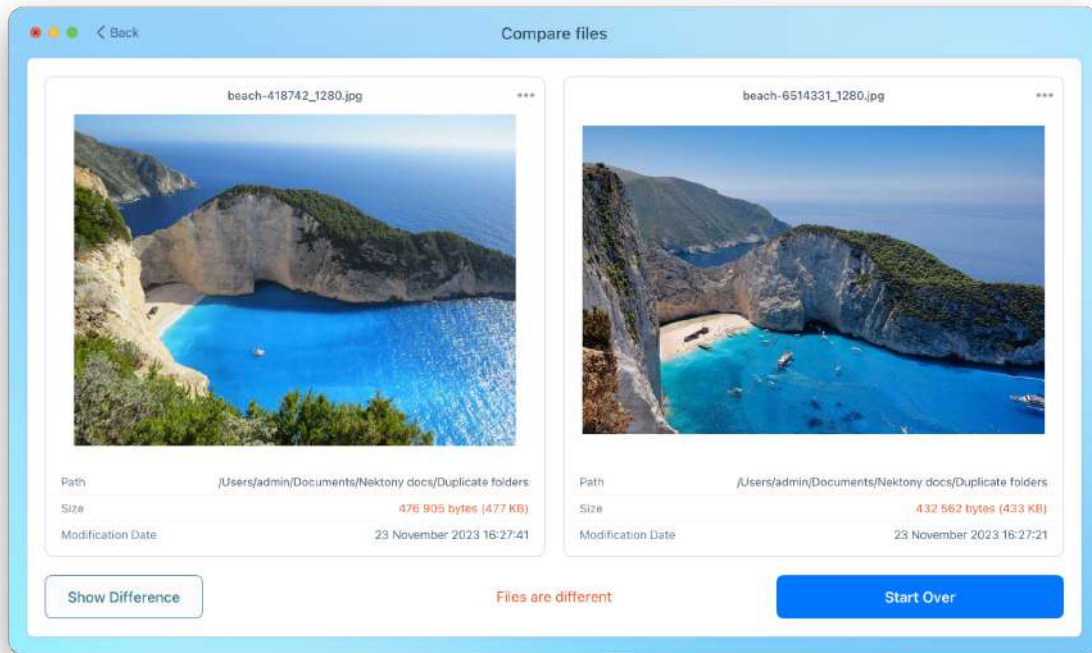 Back
Compare files
beach-418742_1280.jpg
Path /Users/admin/Documents/Nektony docs/Duplicate folders
Size 476 905 bytes (477 KB)
Modification Date 23 November 2023 16:27:41
beach-6514331_1280.jpg
Path /Users/admin/Documents/Nektony docs/Duplicate folders
Size 432 562 bytes (433 KB)
Modification Date 23 November 2023 16:27:21
Show Difference
Files are different
Start Over